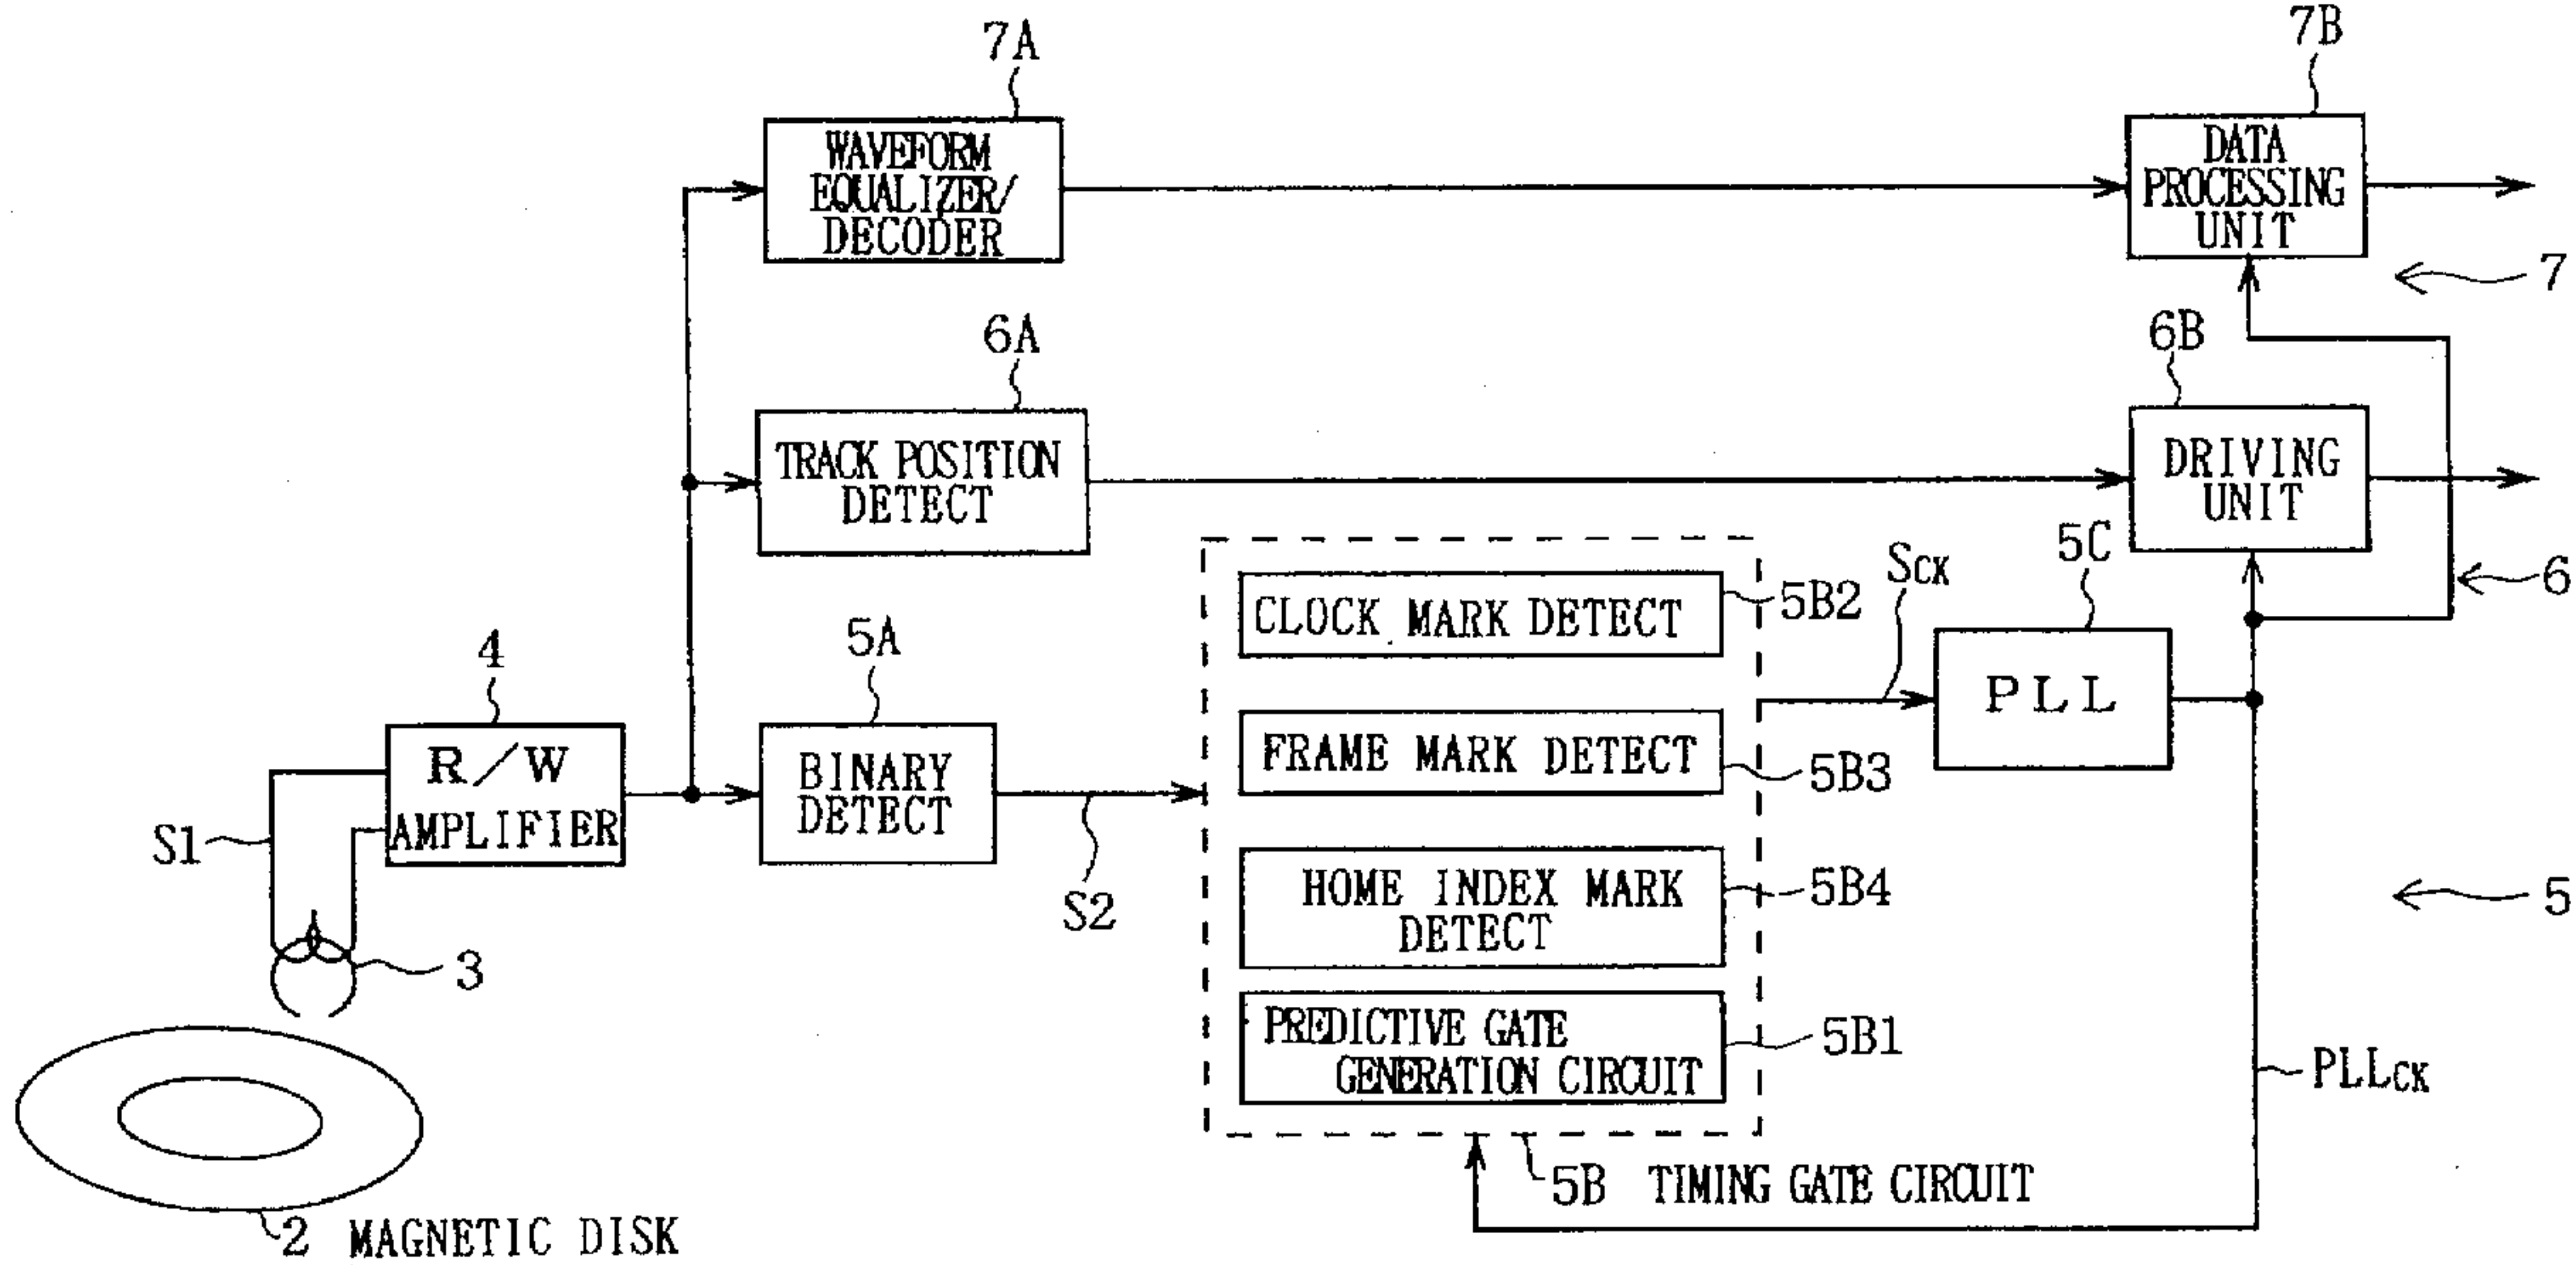 7A
7B
WAVEFORM
EQUALIZER/
DECODER
DATA
PROCESSING
UNIT
7
6A
6B
TRACK POSITION
DETECT
DRIVING
UNIT
6
5C
SCK
PLL
4
R/W
AMPLIFIER
5A
BINARY
DETECT
CLOCK MARK DETECT
5B2
FRAME MARK DETECT
5B3
HOME INDEX MARK
DETECT
5B4
PREDICTIVE GATE
GENERATION CIRCUIT
5B1
S1
S2
3
5
PLLCK
5B TIMING GATE CIRCUIT
2 MAGNETIC DISK